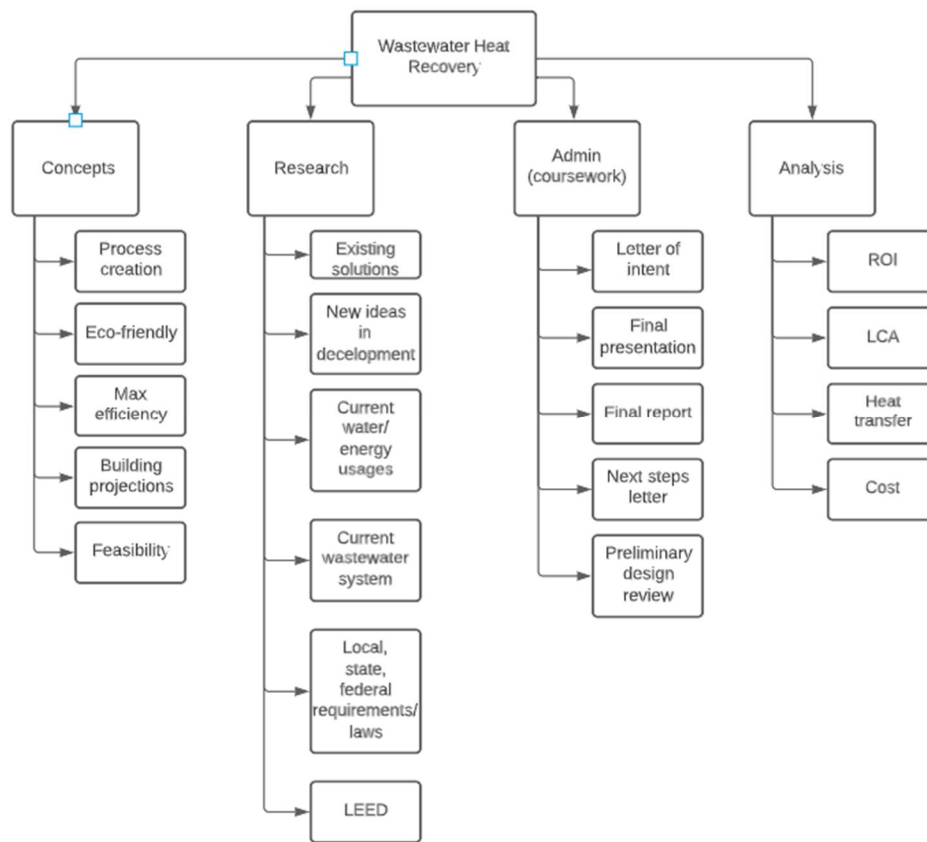 Wastewater Heat
Recovery
Concepts
Research
Admin
(coursework)
Analysis
Process
creation
Eco-friendly
Max
efficiency
Building
projections
Feasibility
Existing
solutions
New ideas
in
decelopment
Current
water/
energy
usages
Current
wastewater
system
Local,
state,
federal
requirements/
laws
LEED
Letter of
intent
Final
presentation
Final report
Next steps
letter
Preliminary
design
review
ROI
LCA
Heat
transfer
Cost